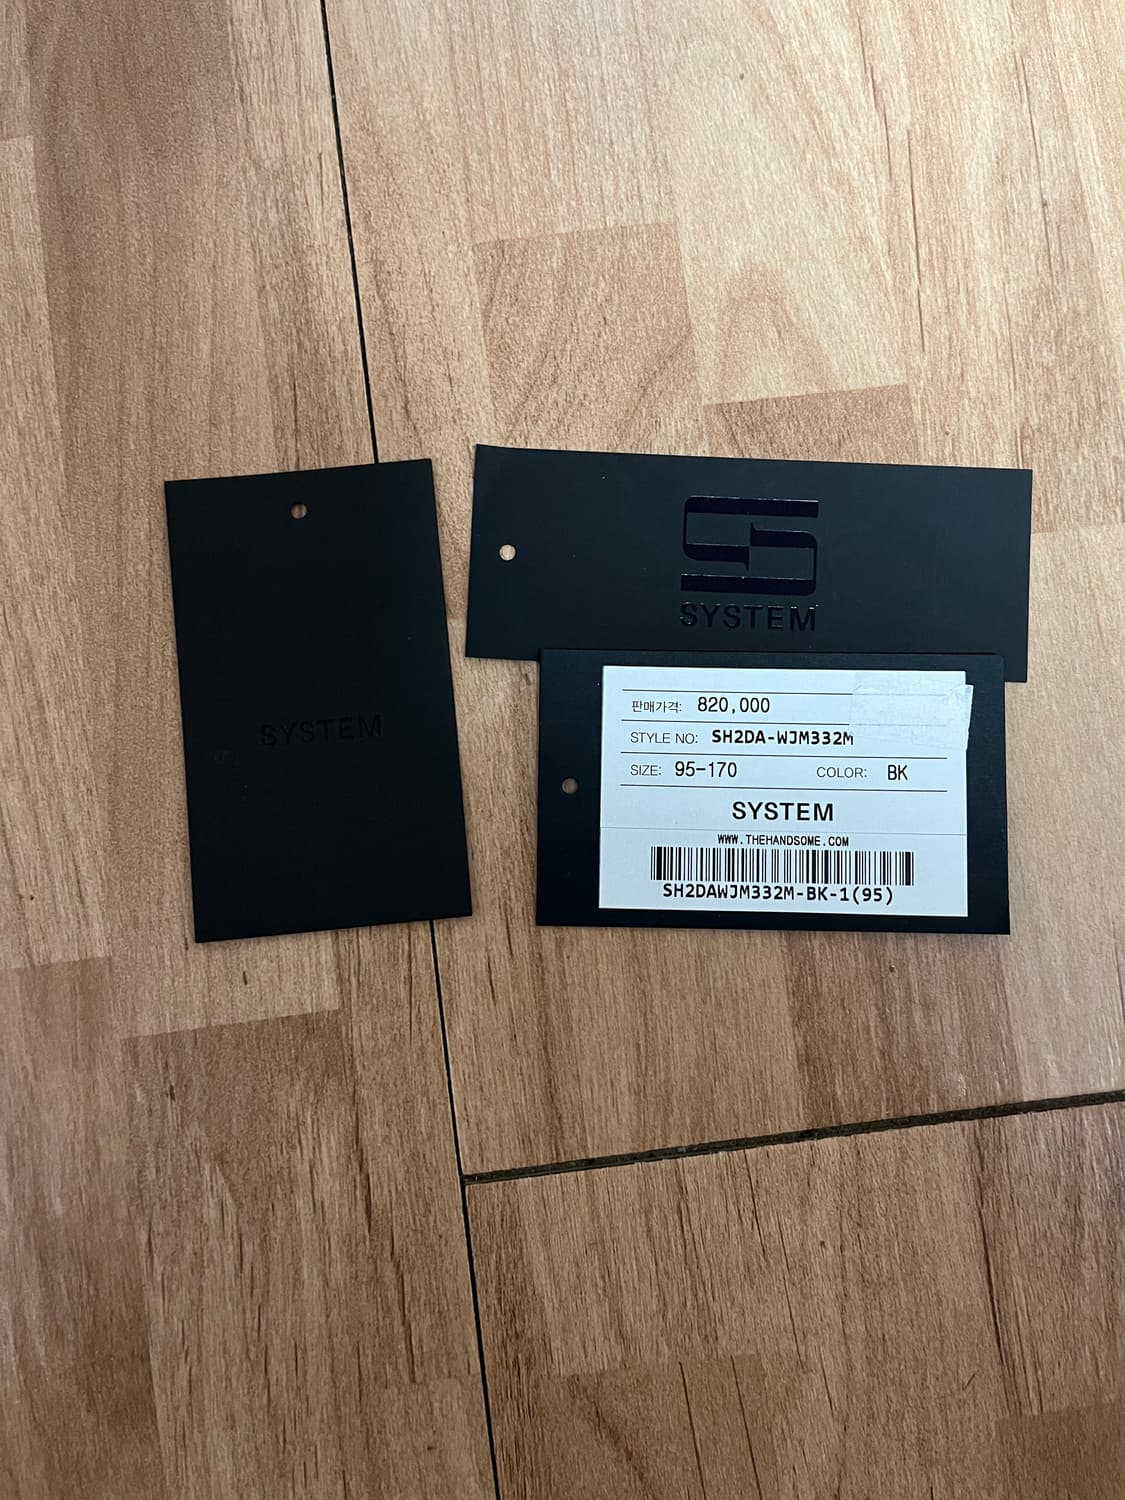 SYSTEM
S
SYSTEM
판매가격: 820,000
STYLE NO: SH2DA-WJM332M
SIZE: 95-170 COLOR: BK
SYSTEM
WWW.THEHANDSOME.COM
SH2DAWJM332M-BK-1(95)